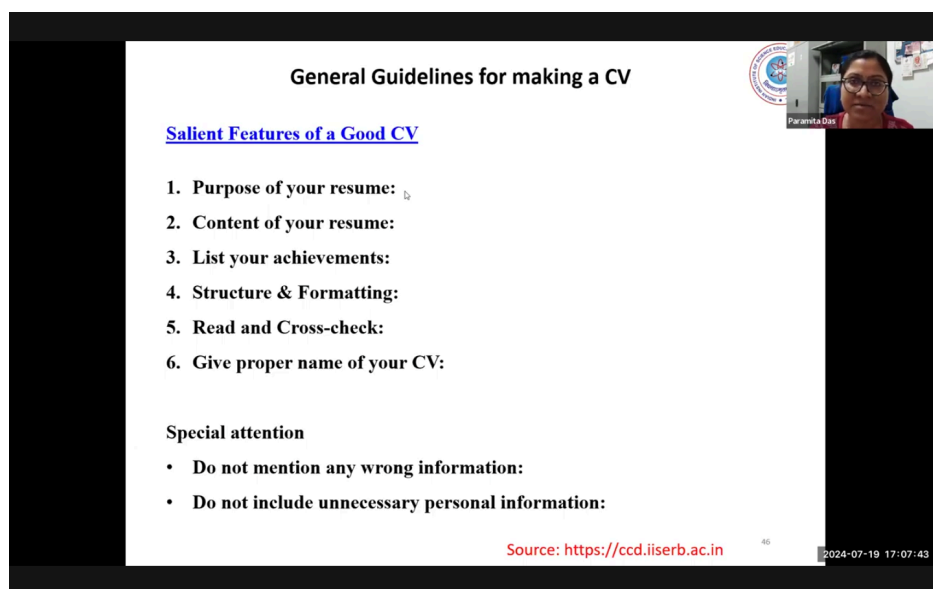 General Guidelines for making a CV
Paramita Das
Salient Features of a Good CV
1. Purpose of your resume:
2. Content of your resume:
3. List your achievements:
4. Structure & Formatting:
5. Read and Cross-check:
6. Give proper name of your CV:
Special attention
• Do not mention any wrong information:
• Do not include unnecessary personal information:
46
Source: https://ccd.iiserb.ac.in
2024-07-19 17:07:43